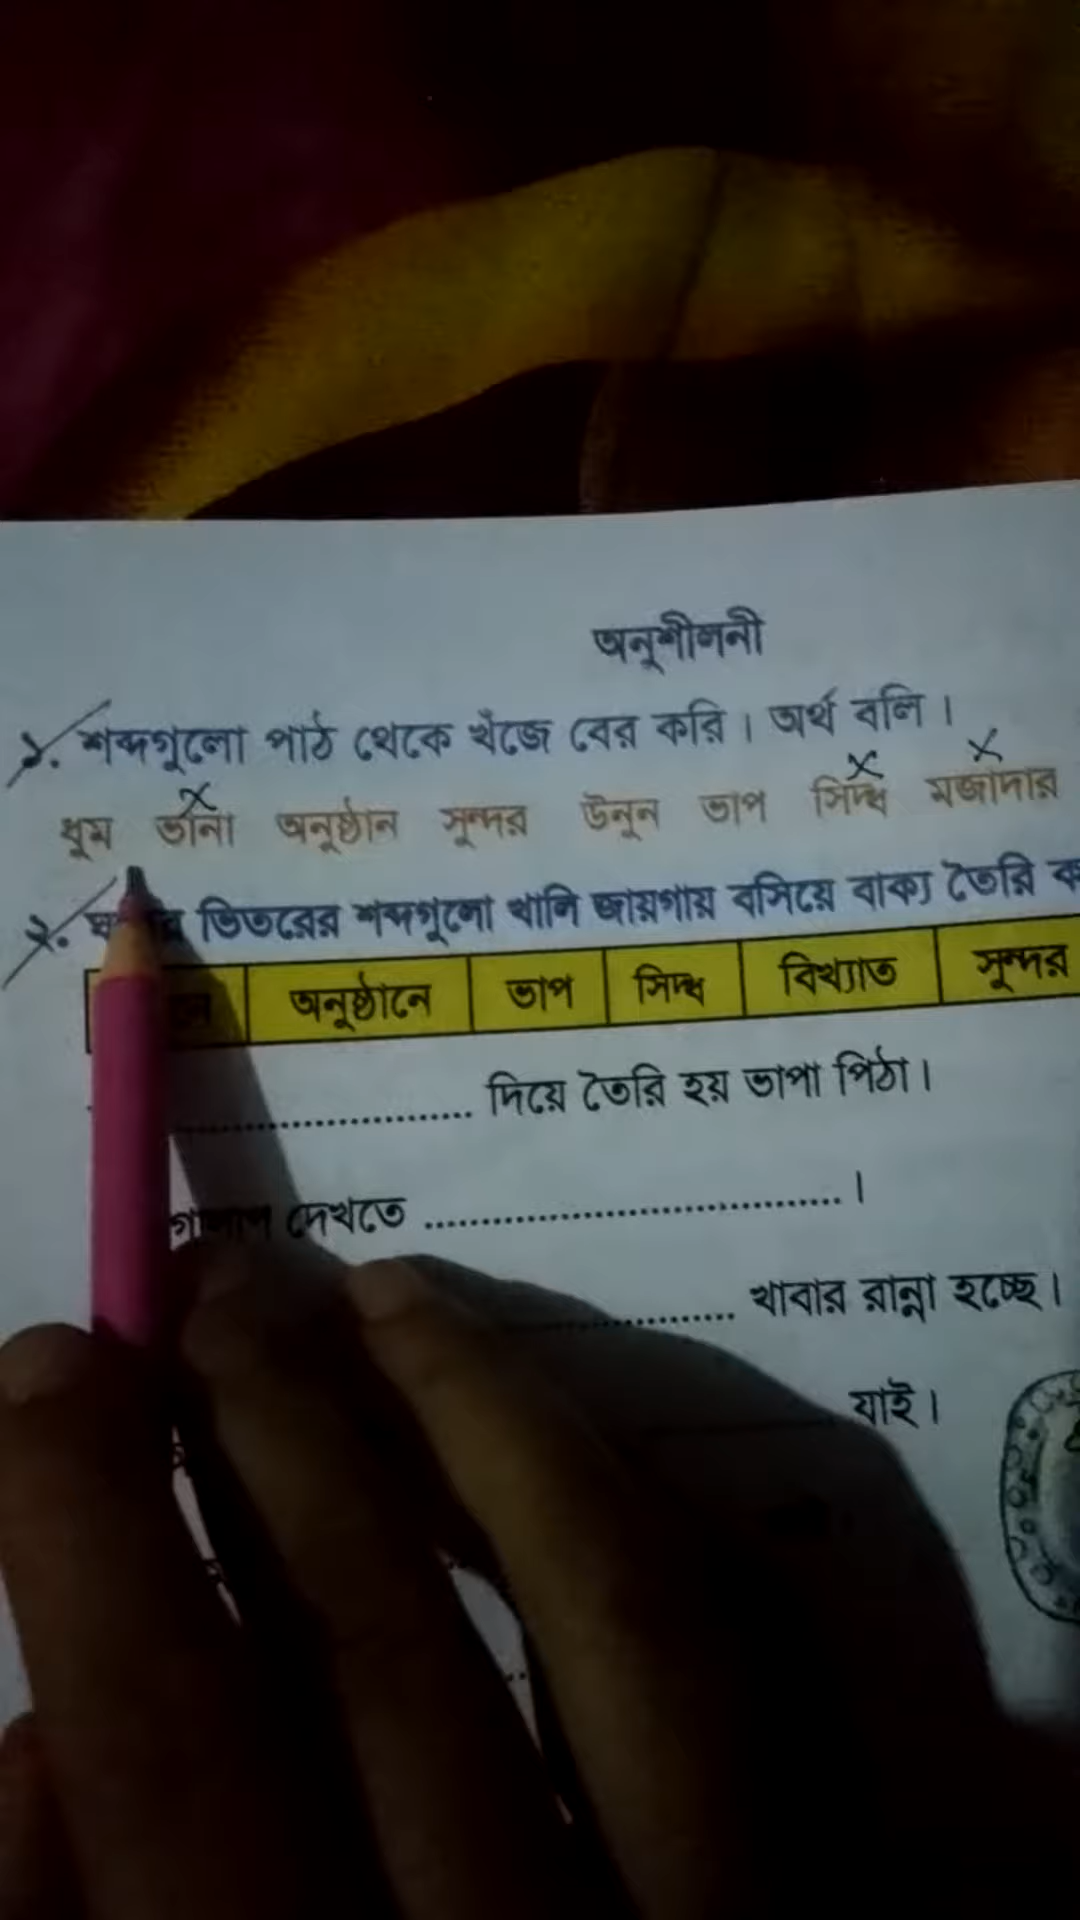 অনুশীলনী
১. শব্দগুলো পাঠ থেকে খুঁজে বের করি। অর্থ বলি।
ধুম ভানা অনুষ্ঠান সুন্দর উনুন ভাপ সিদ্ধ মজাদার
২. ভিতরের শব্দগুলো খালি জায়গায় বসিয়ে বাক্য তৈরি
অনুষ্ঠানে ভাপ সিদ্ধ বিখ্যাত সুন্দর
.............................. দিয়ে তৈরি হয় ভাপা পিঠা।
দেখতে ..................................... ।
.................. খাবার রান্না হচ্ছে।
যাই।